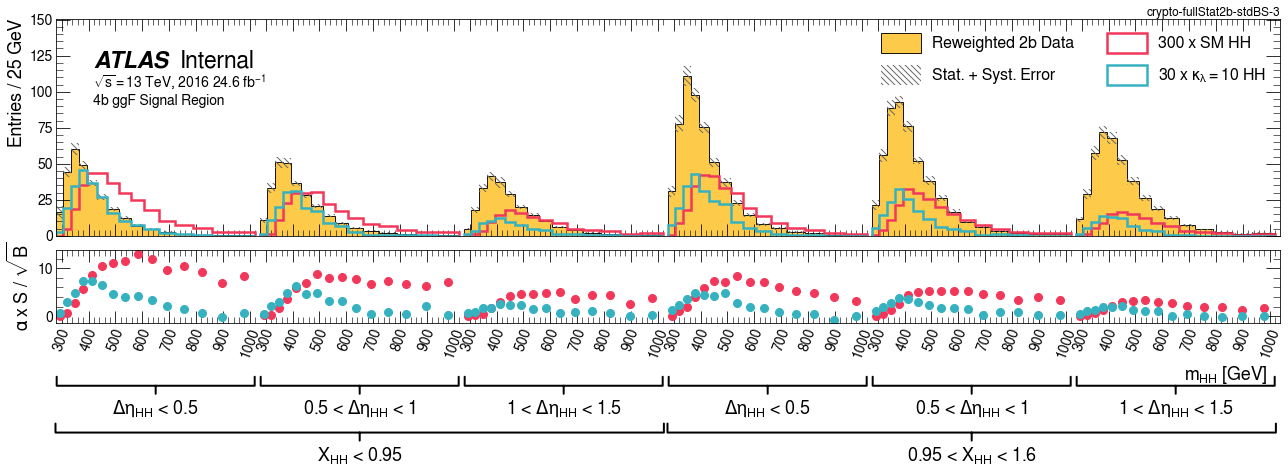 crypto-fullStat2b-stdBS-3
Entries / 25 GeV
150
125
100
75
50
25
0
ATLAS Internal
√s = 13 TeV, 2016 24.6 fb⁻¹
4b ggF Signal Region
Reweighted 2b Data
Stat. + Syst. Error
300 x SM HH
30 x κλ = 10 HH
α x S / √B
10
0
300 400 500 600 700 800 900 1000 300 400 500 600 700 800 900 1000 300 400 500 600 700 800 900 1000 300 400 500 600 700 800 900 1000 300 400 500 600 700 800 900 1000 300 400 500 600 700 800 900 1000
mHH [GeV]
ΔηHH < 0.5
0.5 < ΔηHH < 1
1 < ΔηHH < 1.5
ΔηHH < 0.5
0.5 < ΔηHH < 1
1 < ΔηHH < 1.5
XHH < 0.95
0.95 < XHH < 1.6